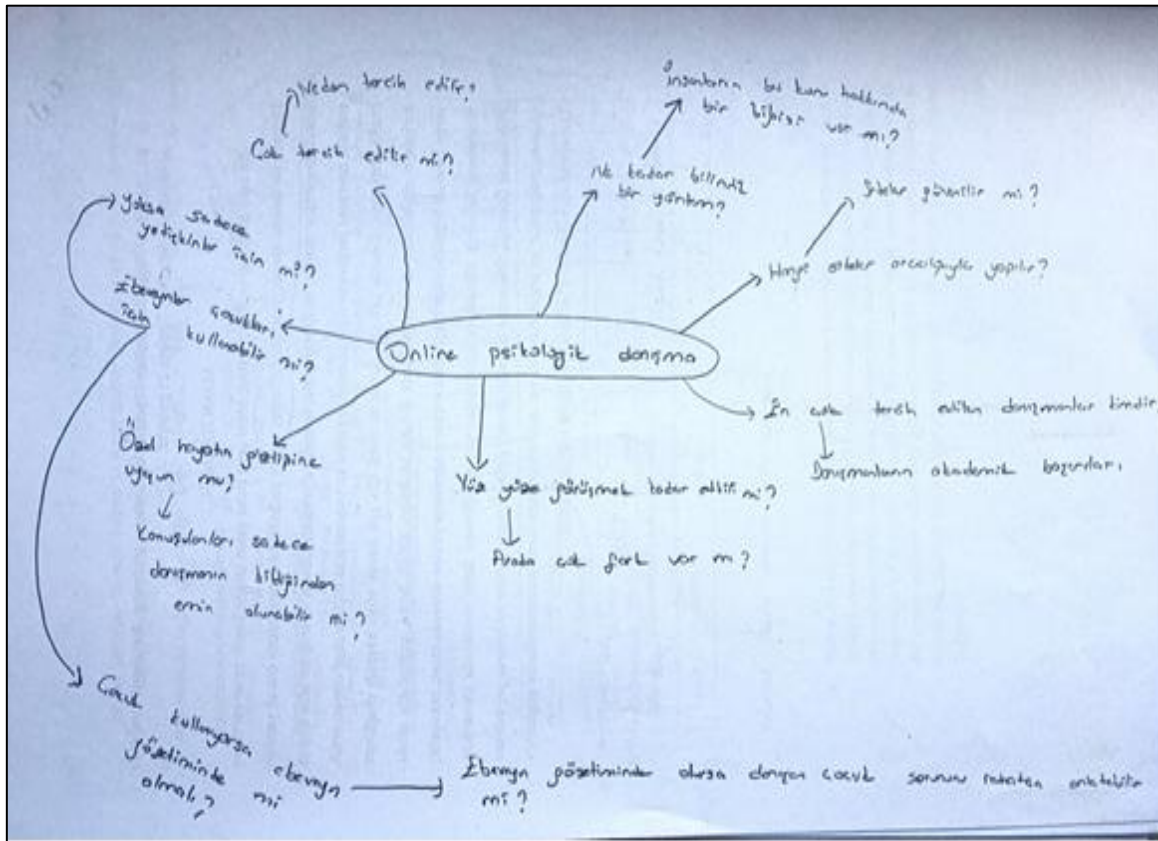 Neden tercih edilir?
Çok tercih edilir mi?
İnsanların bu konu hakkında
bir bilgisi var mı?
Ne kadar bilindik
bir yöntem?
Siteler güvenilir mi?
Hangi siteler aracılığıyla yapılır?
Yoksa sadece
yetişkinler için mi?
Ebeveynler çocukları
için kullanabilir mi?
Online psikolojik danışma
En çok tercih edilen danışmanlar kimdir
Danışmanların akademik başarıları
Özel hayatın gizliliğine
uygun mu?
Konuşulanları sadece
danışmanın bildiğinden
emin olunabilir mi?
Yüz yüze görüşmek kadar etkili mi?
Arada çok fark var mı?
Çocuk kullanıyorsa ebeveyn
gözetiminde mi
olmalı?
Ebeveyn gözetiminde olursa danışan çocuk sorununu rahatan anlatabilir
mi?